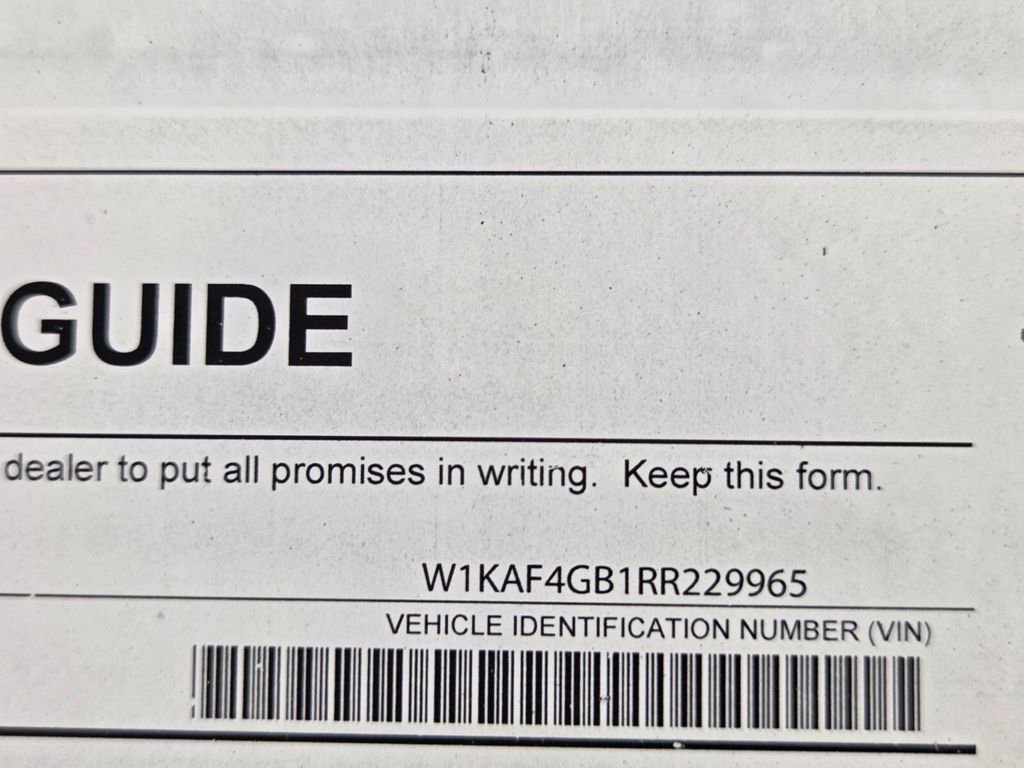 GUIDE
dealer to put all promises in writing. Keep this form.
W1KAF4GB1RR229965
VEHICLE IDENTIFICATION NUMBER (VIN)